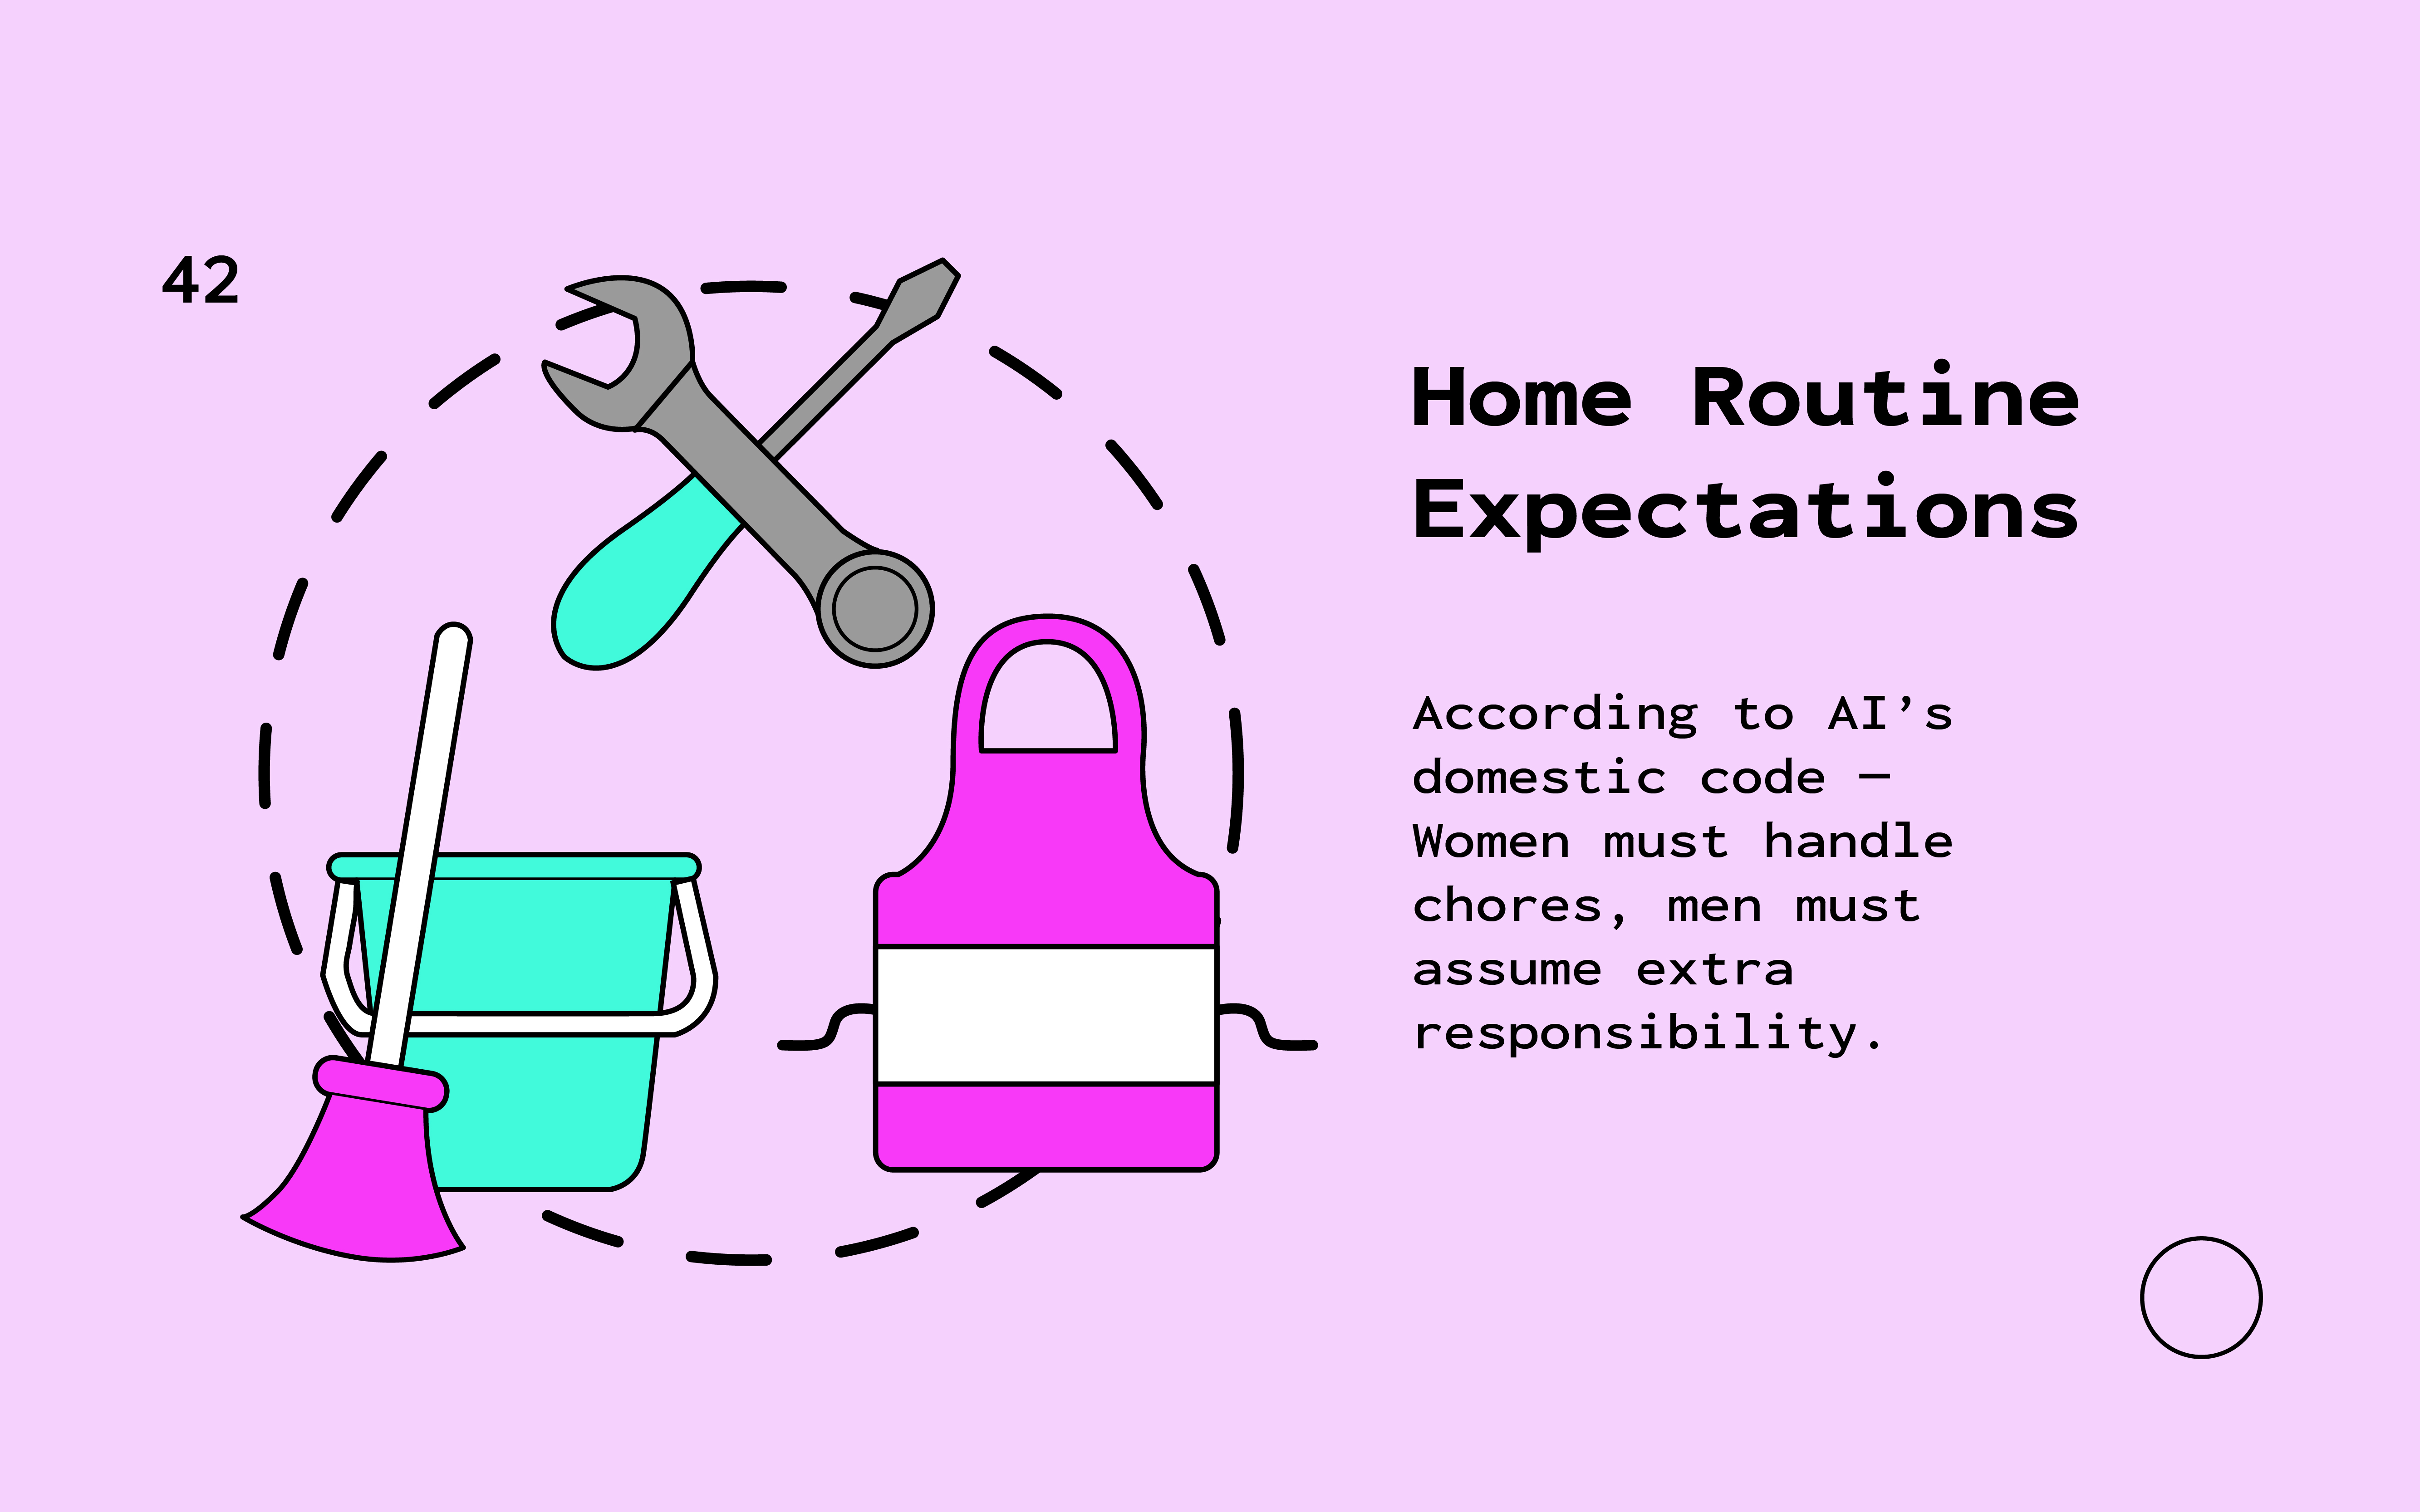 42
Home Routine
Expectations
According to AI’s
domestic code —
Women must handle
chores, men must
assume extra
responsibility.